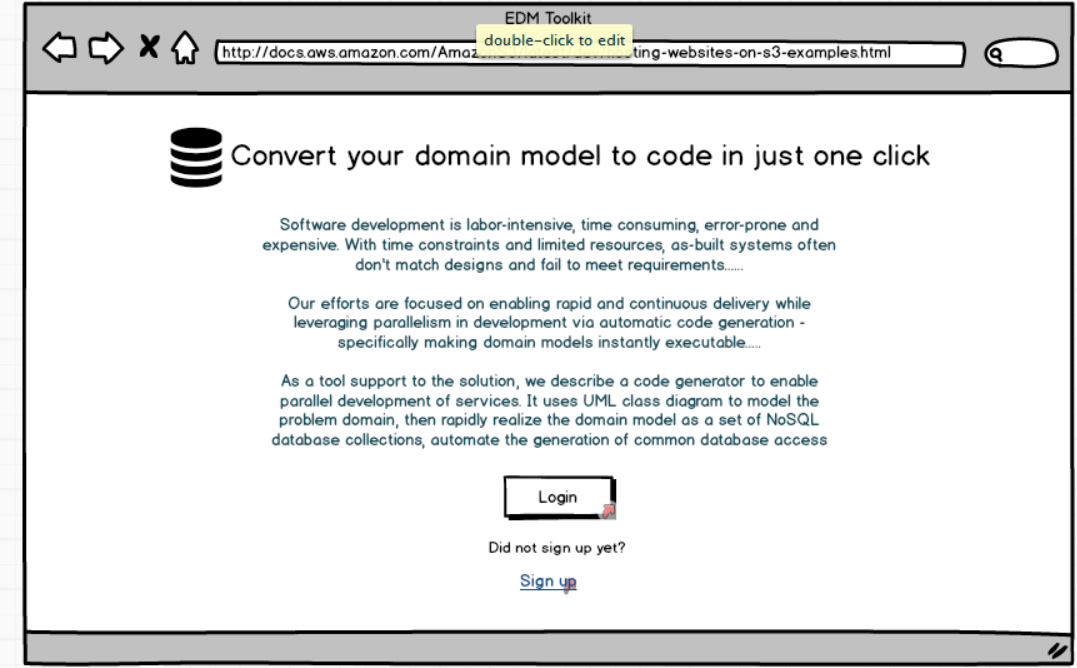 EDM Toolkit
double-click to edit
http://docs.aws.amazon.com/Amaz ting-websites-on-s3-examples.html
Convert your domain model to code in just one click
Software development is labor-intensive, time consuming, error-prone and
expensive. With time constraints and limited resources, as-built systems often
don't match designs and fail to meet requirements......
Our efforts are focused on enabling rapid and continuous delivery while
leveraging parallelism in development via automatic code generation -
specifically making domain models instantly executable.....
As a tool support to the solution, we describe a code generator to enable
parallel development of services. It uses UML class diagram to model the
problem domain, then rapidly realize the domain model as a set of NoSQL
database collections, automate the generation of common database access
Login
Did not sign up yet?
Sign up